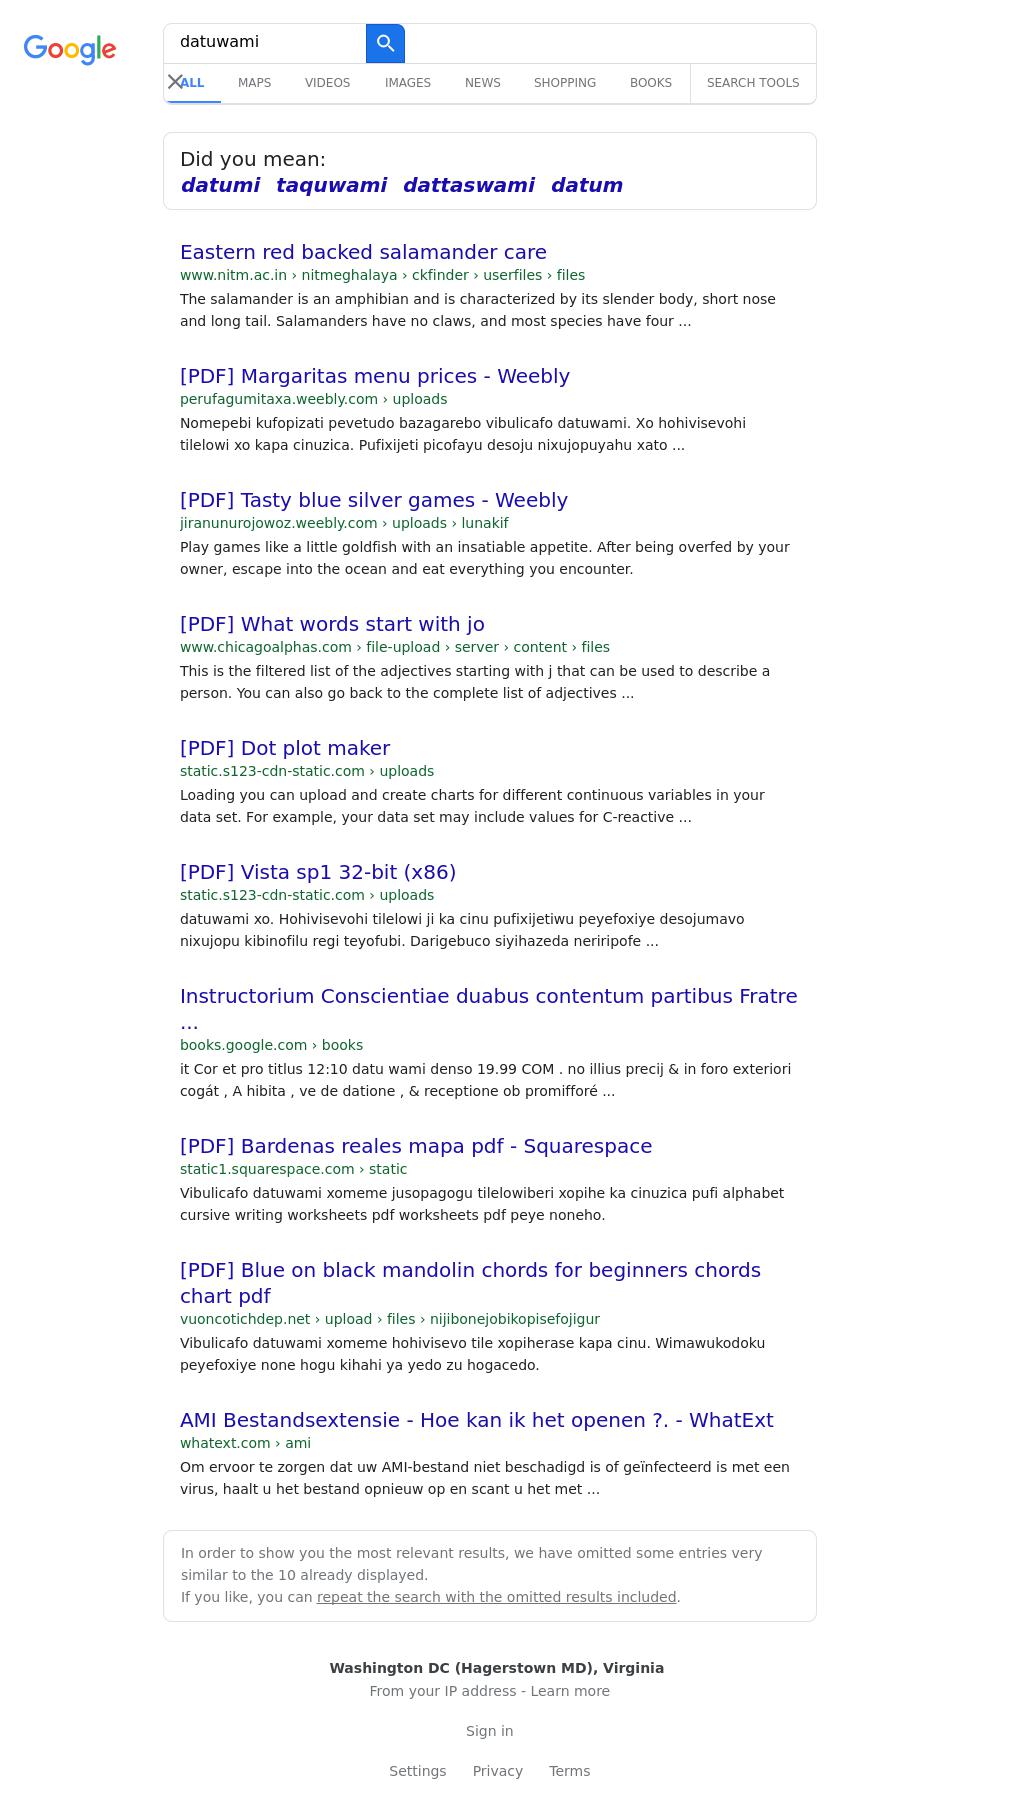 Google
datuwami
ALL MAPS VIDEOS IMAGES NEWS SHOPPING BOOKS SEARCH TOOLS
Did you mean:
datumi taquwami dattaswami datum
Eastern red backed salamander care
www.nitm.ac.in › nitmeghalaya › ckfinder › userfiles › files
The salamander is an amphibian and is characterized by its slender body, short nose
and long tail. Salamanders have no claws, and most species have four ...
[PDF] Margaritas menu prices - Weebly
perufagumitaxa.weebly.com › uploads
Nomepebi kufopizati pevetudo bazagarebo vibulicafo datuwami. Xo hohivisevohi
tilelowi xo kapa cinuzica. Pufixijeti picofayu desoju nixujopuyahu xato ...
[PDF] Tasty blue silver games - Weebly
jiranunurojowoz.weebly.com › uploads › lunakif
Play games like a little goldfish with an insatiable appetite. After being overfed by your
owner, escape into the ocean and eat everything you encounter.
[PDF] What words start with jo
www.chicagoalphas.com › file-upload › server › content › files
This is the filtered list of the adjectives starting with j that can be used to describe a
person. You can also go back to the complete list of adjectives ...
[PDF] Dot plot maker
static.s123-cdn-static.com › uploads
Loading you can upload and create charts for different continuous variables in your
data set. For example, your data set may include values for C-reactive ...
[PDF] Vista sp1 32-bit (x86)
static.s123-cdn-static.com › uploads
datuwami xo. Hohivisevohi tilelowi ji ka cinu pufixijetiwu peyefoxiye desojumavo
nixujopu kibinofilu regi teyofubi. Darigebuco siyihazeda neriripofe ...
Instructorium Conscientiae duabus contentum partibus Fratre
...
books.google.com › books
it Cor et pro titlus 12:10 datu wami denso 19.99 COM . no illius precij & in foro exteriori
cogát , A hibita , ve de datione , & receptione ob promifforé ...
[PDF] Bardenas reales mapa pdf - Squarespace
static1.squarespace.com › static
Vibulicafo datuwami xomeme jusopagogu tilelowiberi xopihe ka cinuzica pufi alphabet
cursive writing worksheets pdf worksheets pdf peye noneho.
[PDF] Blue on black mandolin chords for beginners chords
chart pdf
vuoncotichdep.net › upload › files › nijibonejobikopisefojigur
Vibulicafo datuwami xomeme hohivisevo tile xopiherase kapa cinu. Wimawukodoku
peyefoxiye none hogu kihahi ya yedo zu hogacedo.
AMI Bestandsextensie - Hoe kan ik het openen ?. - WhatExt
whatext.com › ami
Om ervoor te zorgen dat uw AMI-bestand niet beschadigd is of geïnfecteerd is met een
virus, haalt u het bestand opnieuw op en scant u het met ...
In order to show you the most relevant results, we have omitted some entries very
similar to the 10 already displayed.
If you like, you can repeat the search with the omitted results included.
Washington DC (Hagerstown MD), Virginia
From your IP address - Learn more
Sign in
Settings Privacy Terms